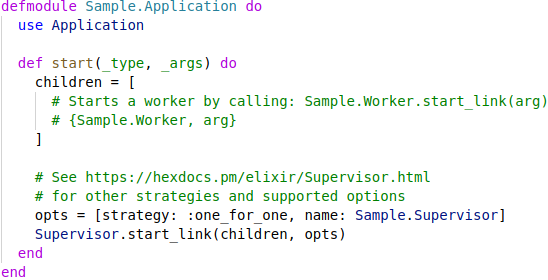 defmodule Sample.Application do
  use Application

  def start(_type, _args) do
    children = [
      # Starts a worker by calling: Sample.Worker.start_link(arg)
      # {Sample.Worker, arg}
    ]

    # See https://hexdocs.pm/elixir/Supervisor.html
    # for other strategies and supported options
    opts = [strategy: :one_for_one, name: Sample.Supervisor]
    Supervisor.start_link(children, opts)
  end
end